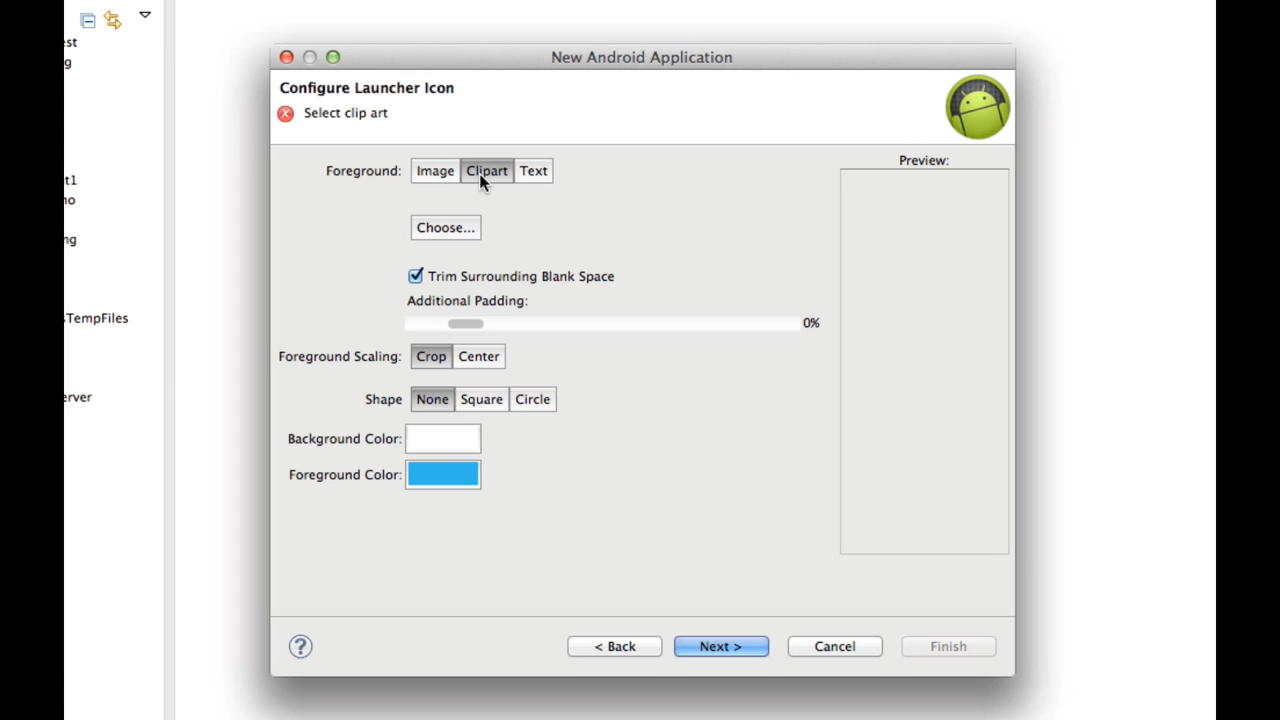 est
g
t1
no
ng
sTempFiles
erver
New Android Application
Configure Launcher Icon
Select clip art
Foreground: Image Clipart Text
Preview:
Choose...
Trim Surrounding Blank Space
Additional Padding:
0%
Foreground Scaling: Crop Center
Shape None Square Circle
Background Color:
Foreground Color:
? < Back Next > Cancel Finish